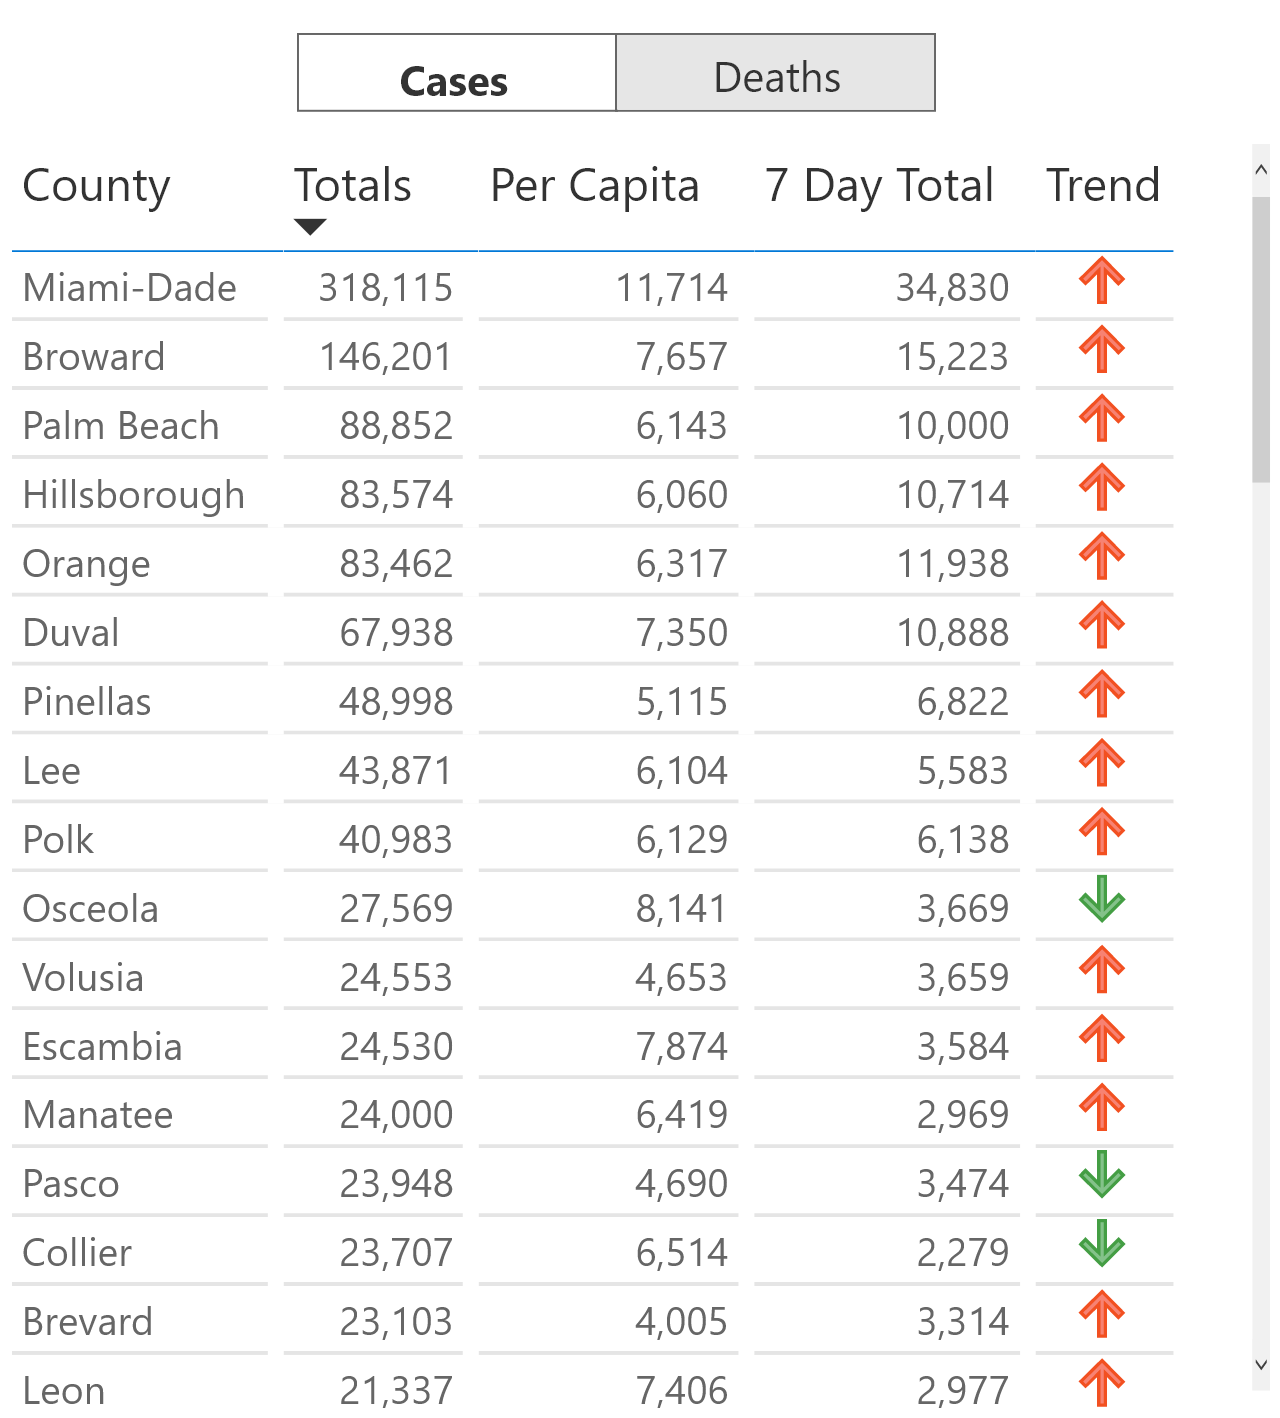 Cases Deaths
County Totals Per Capita 7 Day Total Trend
Miami-Dade 318,115 11,714 34,830
Broward 146,201 7,657 15,223
Palm Beach 88,852 6,143 10,000
Hillsborough 83,574 6,060 10,714
Orange 83,462 6,317 11,938
Duval 67,938 7,350 10,888
Pinellas 48,998 5,115 6,822
Lee 43,871 6,104 5,583
Polk 40,983 6,129 6,138
Osceola 27,569 8,141 3,669
Volusia 24,553 4,653 3,659
Escambia 24,530 7,874 3,584
Manatee 24,000 6,419 2,969
Pasco 23,948 4,690 3,474
Collier 23,707 6,514 2,279
Brevard 23,103 4,005 3,314
Leon 21,337 7,406 2,977